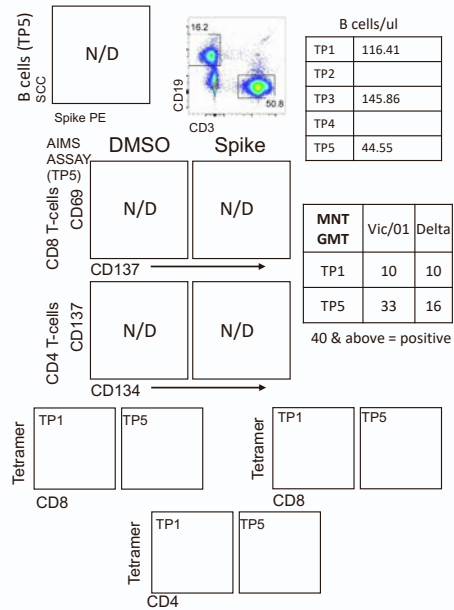 B cells (TP5)
SCC
N/D
Spike PE
16.2
50.8
CD19
CD3
B cells/ul
TP1 116.41
TP2
TP3 145.86
TP4
TP5 44.55
AIMS
ASSAY
(TP5)
DMSO Spike
CD8 T-cells
CD69
N/D N/D
CD137
CD4 T-cells
CD137
N/D N/D
CD134
MNT
GMT Vic/01 Delta
TP1 10 10
TP5 33 16
40 & above = positive
Tetramer
TP1 TP5
CD8
Tetramer
TP1 TP5
CD8
Tetramer
TP1 TP5
CD4